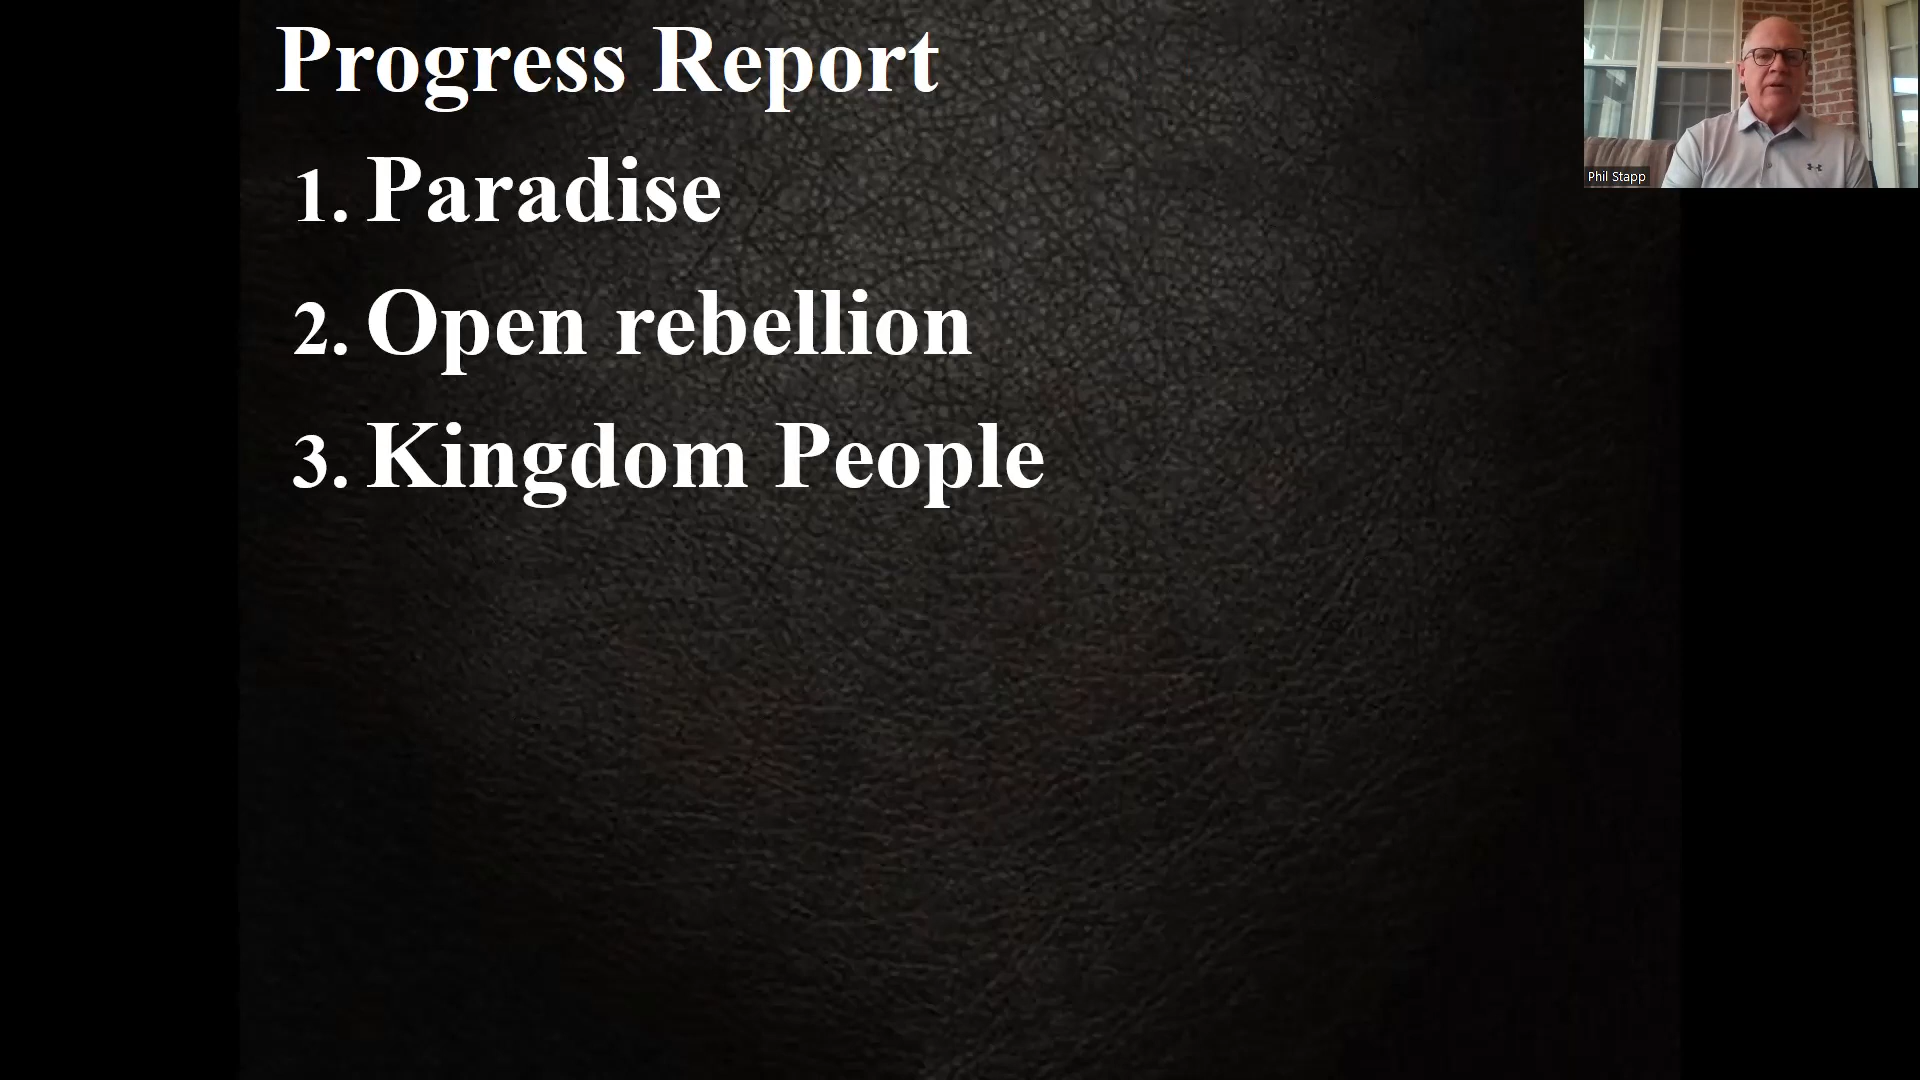 Progress Report
1. Paradise
2. Open rebellion
3. Kingdom People
Phil Stapp